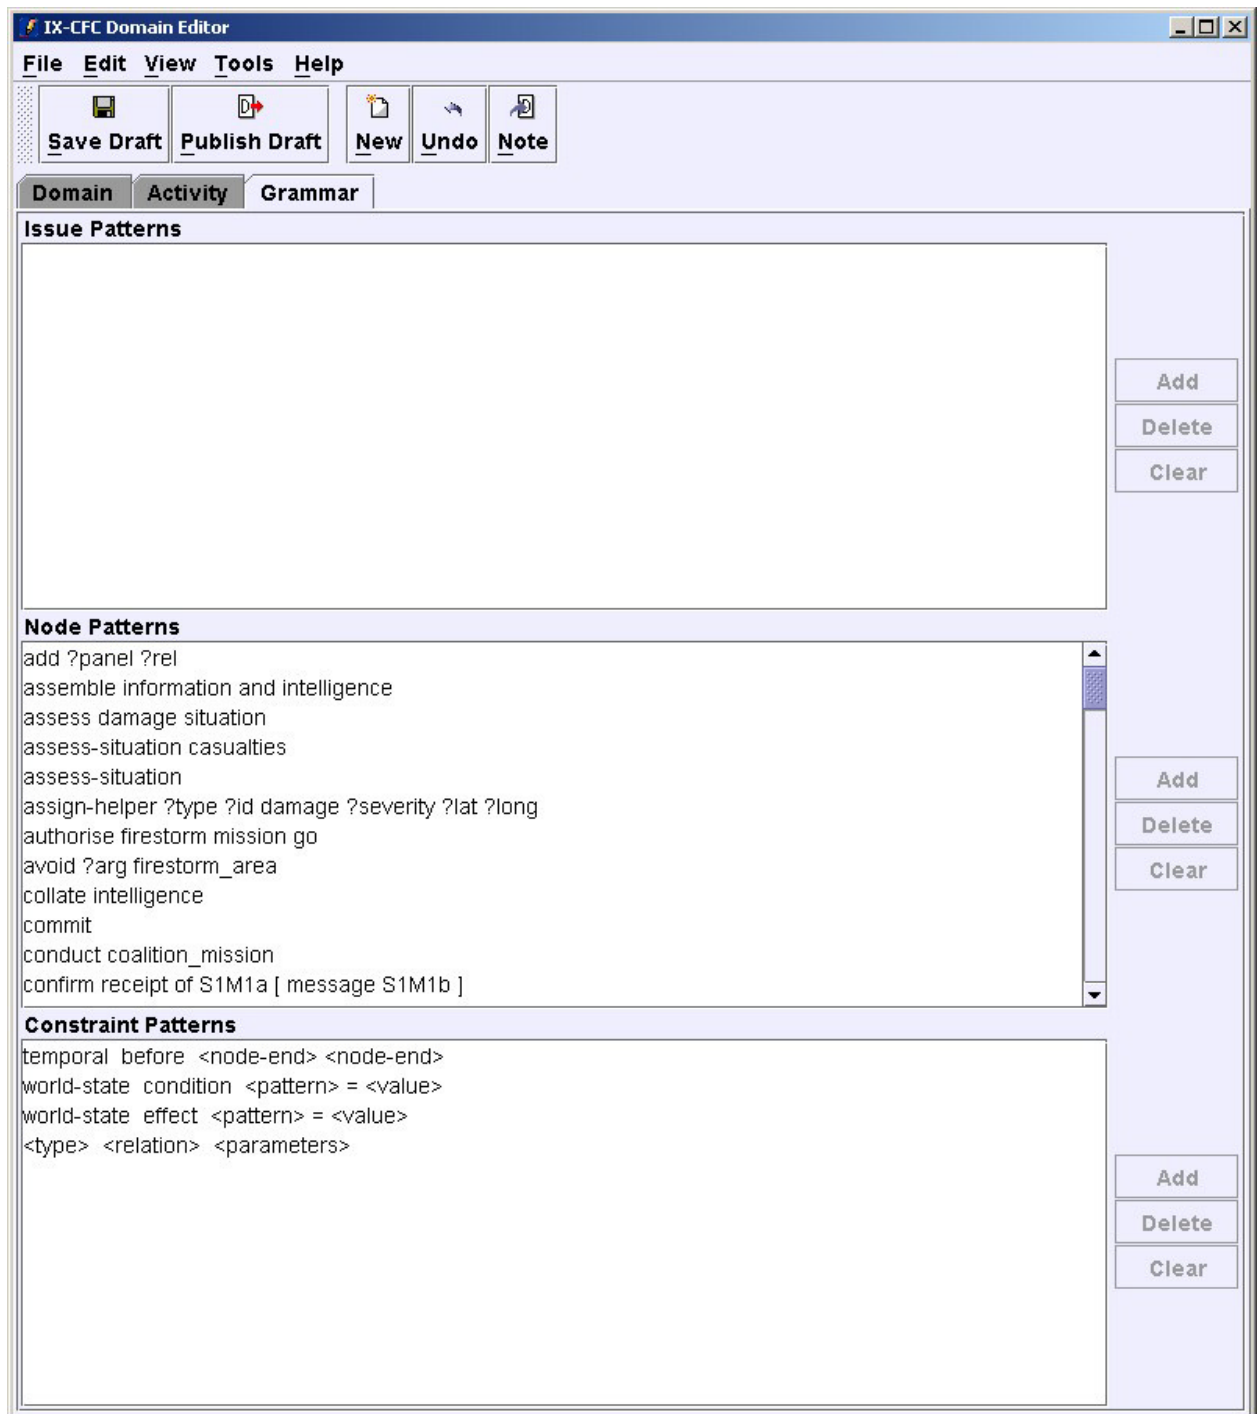 IX-CFC Domain Editor
File Edit View Tools Help
Save Draft Publish Draft New Undo Note
Domain Activity Grammar
Issue Patterns
Add
Delete
Clear
Node Patterns
add ?panel ?rel
assemble information and intelligence
assess damage situation
assess-situation casualties
assess-situation
assign-helper ?type ?id damage ?severity ?lat ?long
authorise firestorm mission go
avoid ?arg firestorm_area
collate intelligence
commit
conduct coalition_mission
confirm receipt of S1M1a [ message S1M1b ]
Add
Delete
Clear
Constraint Patterns
temporal before <node-end> <node-end>
world-state condition <pattern> = <value>
world-state effect <pattern> = <value>
<type> <relation> <parameters>
Add
Delete
Clear